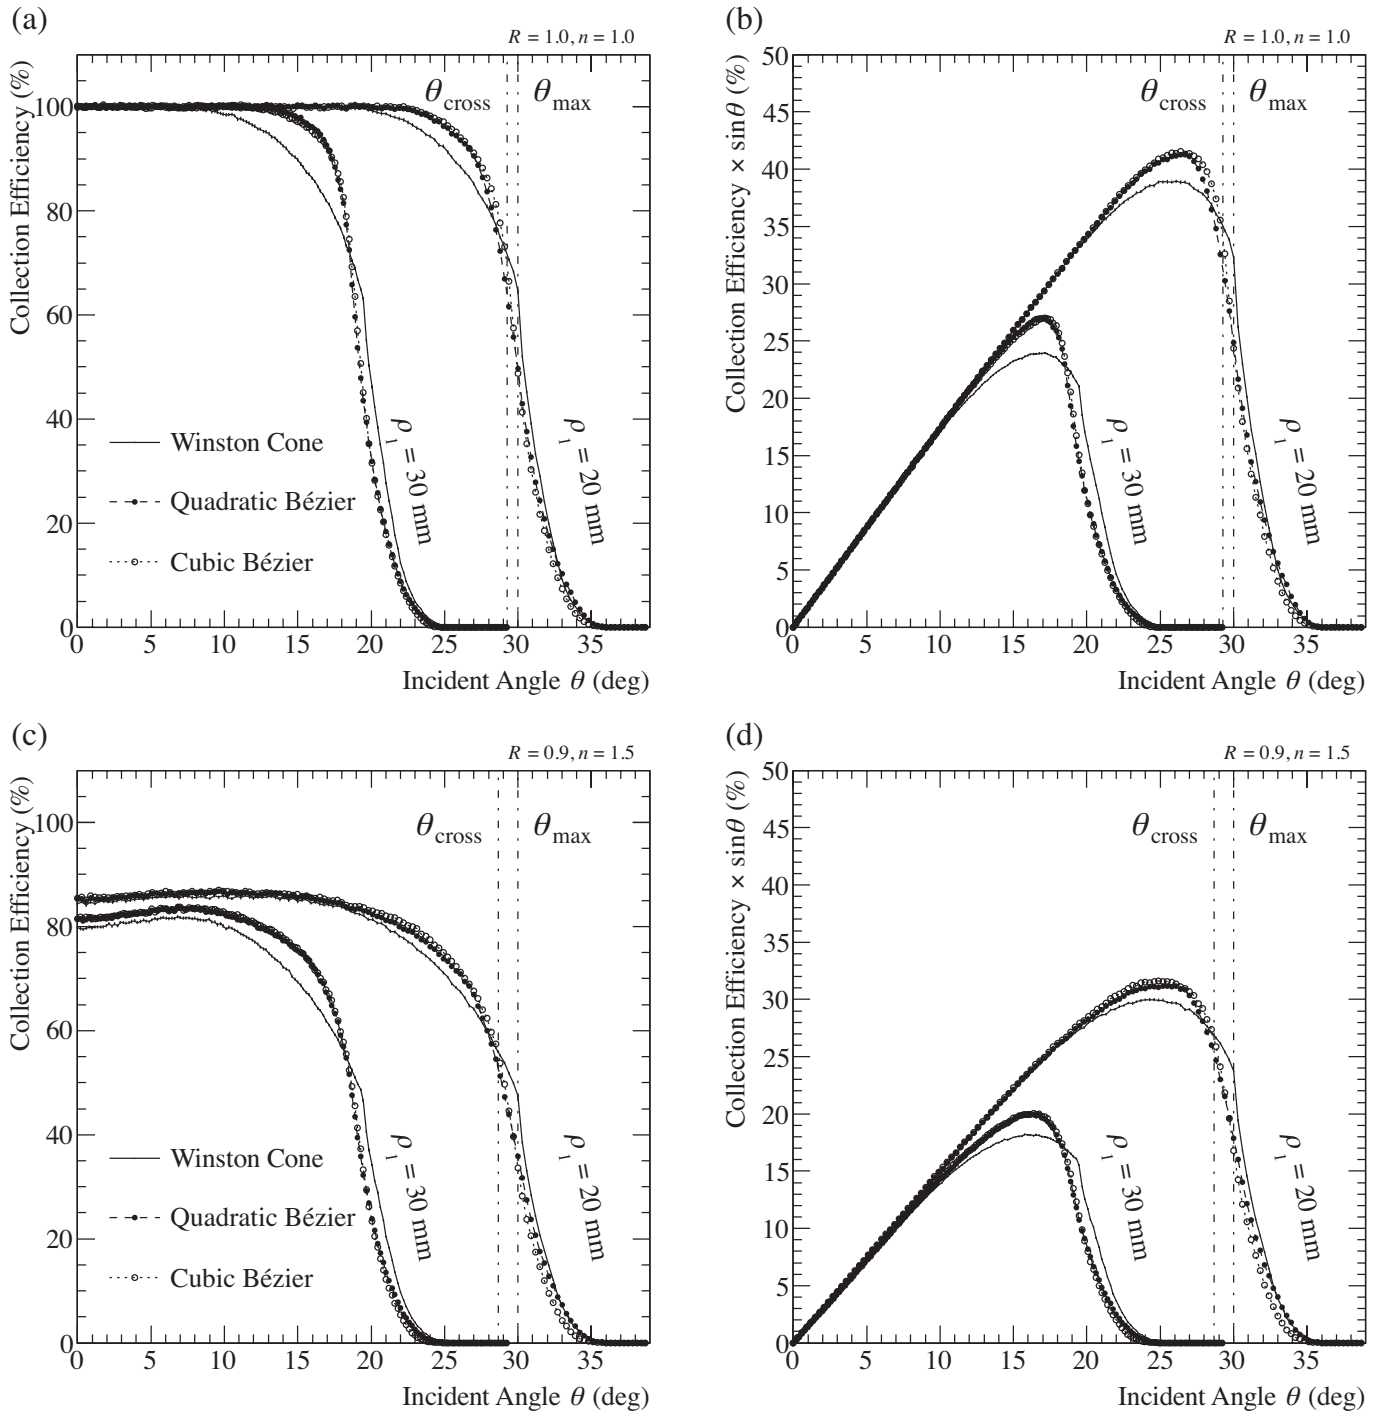 (a)
R = 1.0, n = 1.0
Collection Efficiency (%)
100
80
60
40
20
0
θcross
θmax
Winston Cone
Quadratic Bézier
Cubic Bézier
ρ1 = 30 mm
ρ1 = 20 mm
0 5 10 15 20 25 30 35
Incident Angle θ (deg)
(b)
R = 1.0, n = 1.0
Collection Efficiency × sinθ (%)
50
45
40
35
30
25
20
15
10
5
0
θcross
θmax
ρ1 = 30 mm
ρ1 = 20 mm
0 5 10 15 20 25 30 35
Incident Angle θ (deg)
(c)
R = 0.9, n = 1.5
Collection Efficiency (%)
100
80
60
40
20
0
θcross
θmax
Winston Cone
Quadratic Bézier
Cubic Bézier
ρ1 = 30 mm
ρ1 = 20 mm
0 5 10 15 20 25 30 35
Incident Angle θ (deg)
(d)
R = 0.9, n = 1.5
Collection Efficiency × sinθ (%)
50
45
40
35
30
25
20
15
10
5
0
θcross
θmax
ρ1 = 30 mm
ρ1 = 20 mm
0 5 10 15 20 25 30 35
Incident Angle θ (deg)